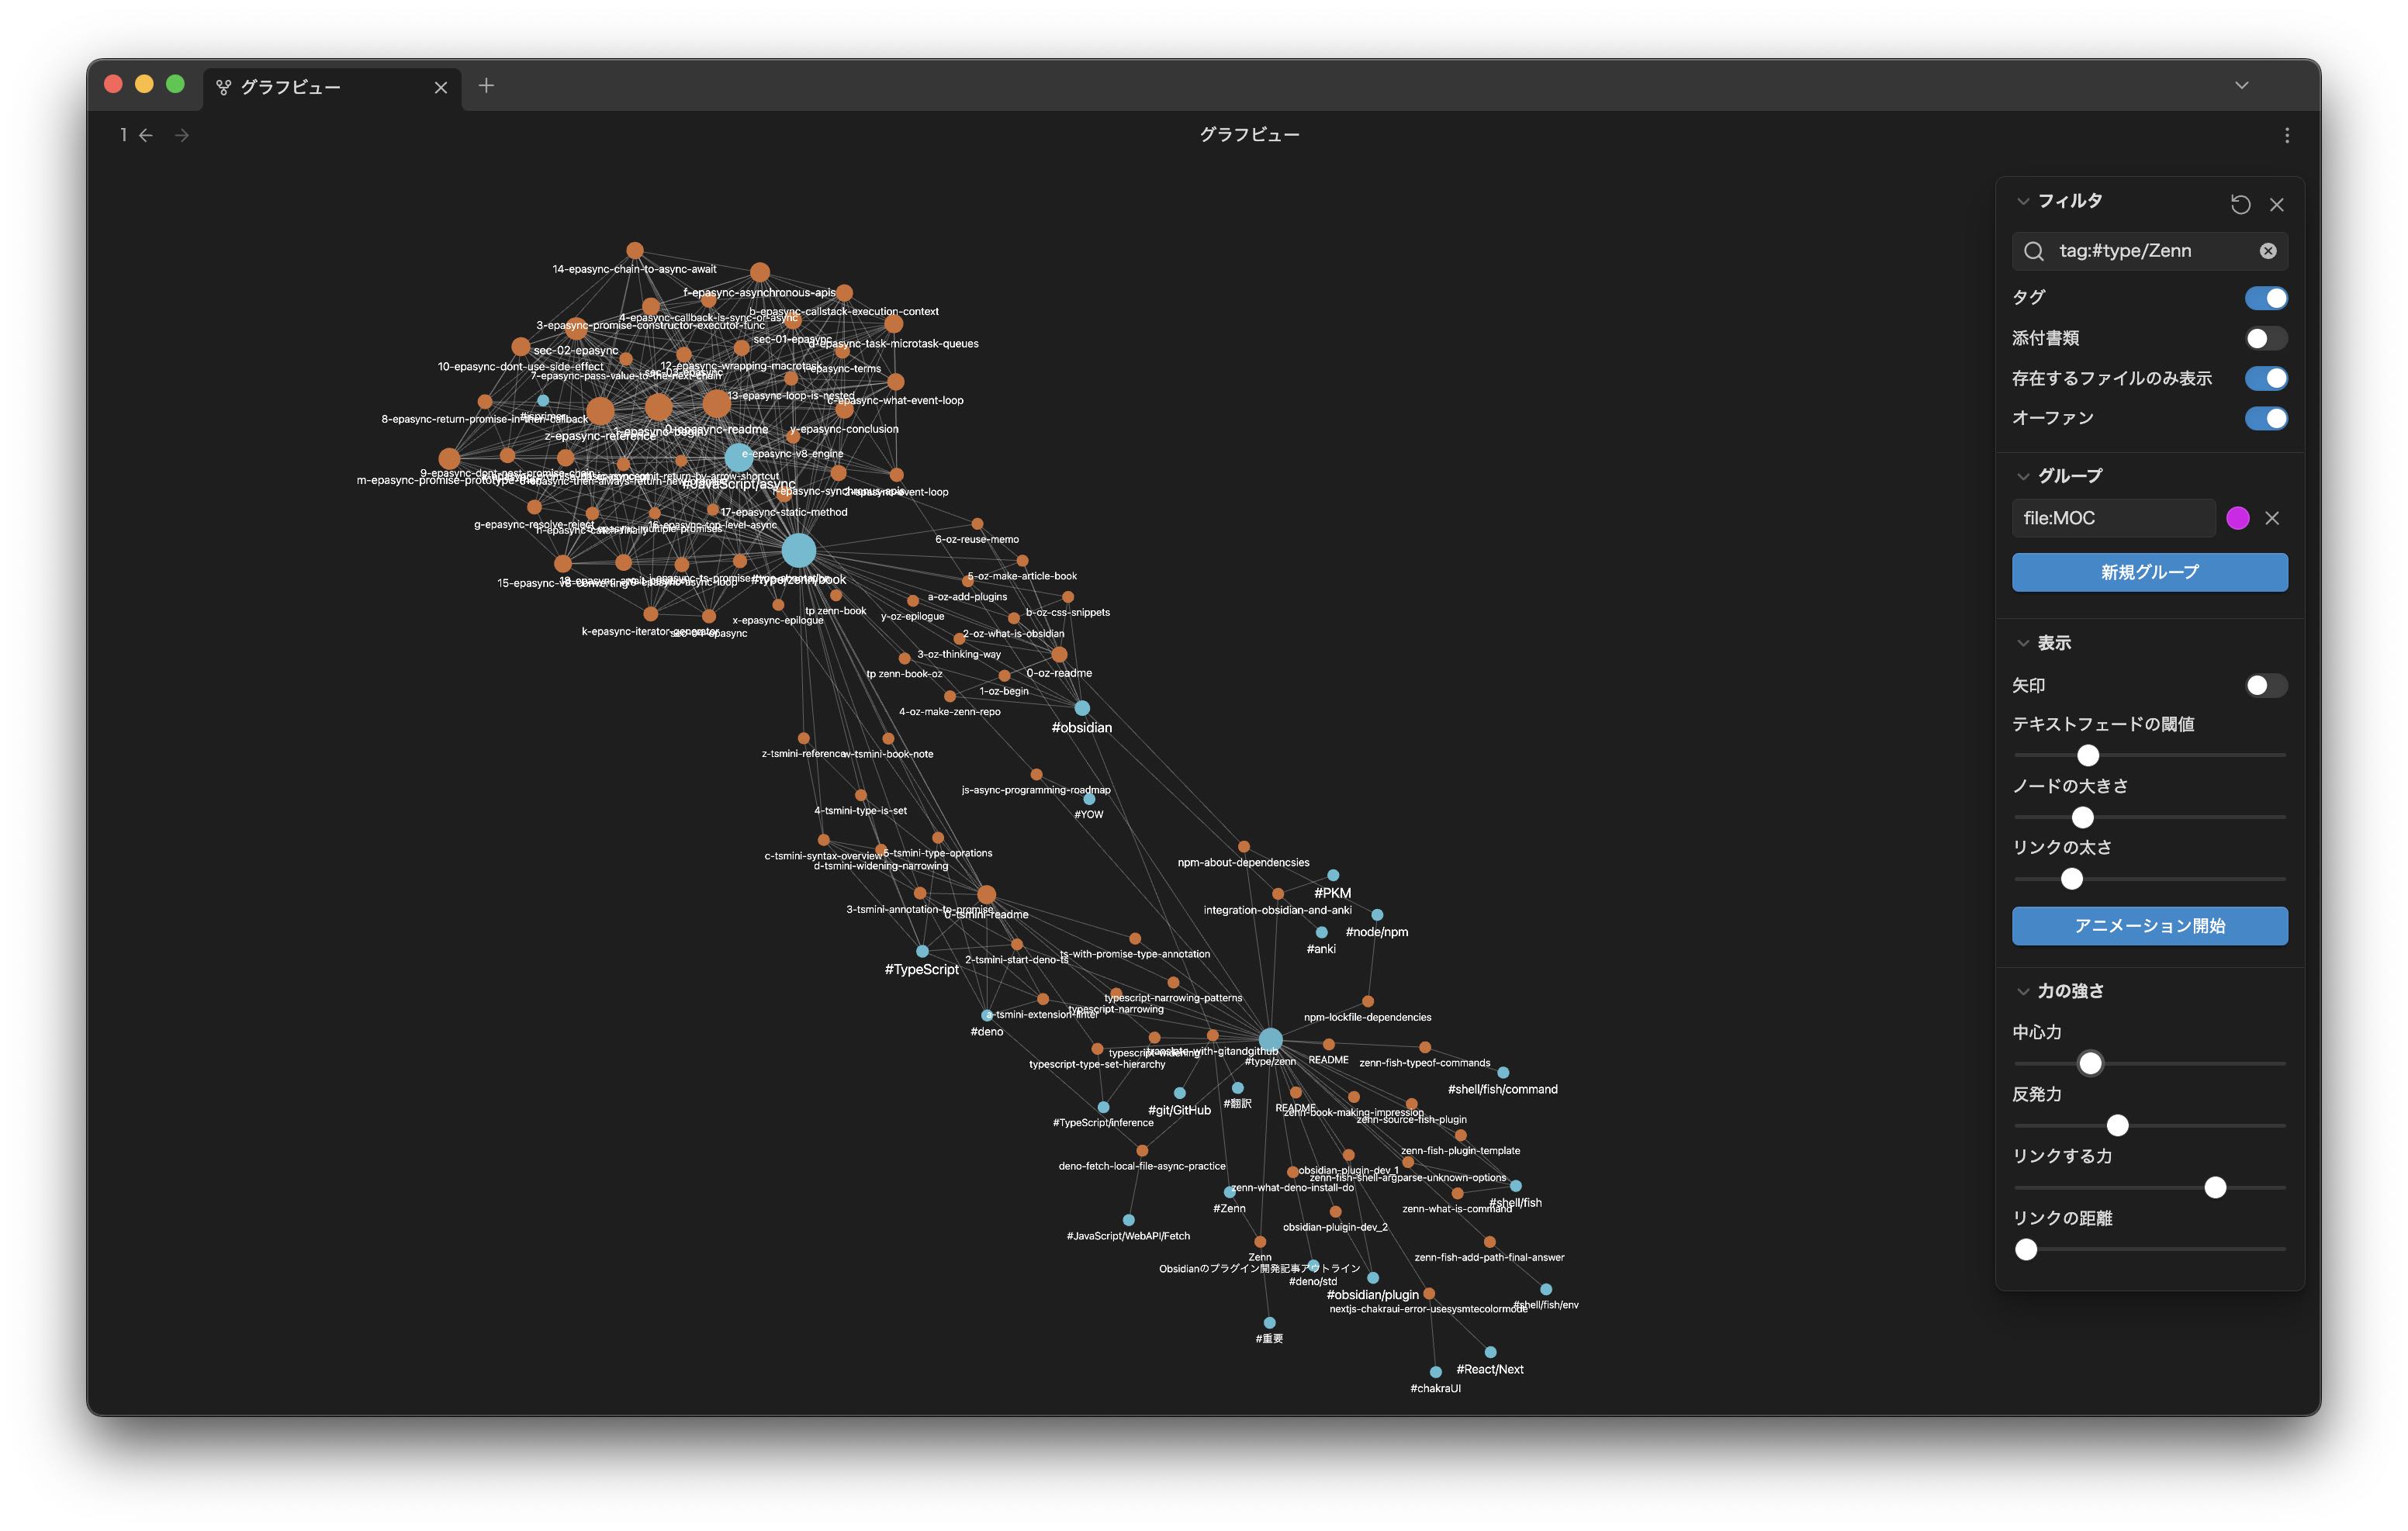 グラフビュー
1
グラフビュー
14-epasync-chain-to-async-await
f-epasync-asynchronous-apis
b-epasync-callstack-execution-context
4-epasync-callback-is-sync-or-async
3-epasync-promise-constructor-executor-func
sec-01-epasync
d-epasync-task-microtask-queues
sec-02-epasync
10-epasync-dont-use-side-effect
12-epasync-wrapping-macrotask
epasync-terms
7-epasync-pass-value-to-the-next-chain
13-epasync-loop-is-nested
c-epasync-what-event-loop
8-epasync-return-promise-in-then-callback
z-epasync-reference
0-epasync-readme
y-epasync-conclusion
e-epasync-v8-engine
9-epasync-dont-nest-promise-chain
m-epasync-promise-prototype
#JavaScript/async
2-epasync-event-loop
17-epasync-static-method
g-epasync-resolve-reject
16-epasync-top-level-async
#type/zenn/book
k-epasync-iterator-generator
x-epasync-epilogue
tp zenn-book
6-oz-reuse-memo
5-oz-make-article-book
a-oz-add-plugins
b-oz-css-snippets
y-oz-epilogue
2-oz-what-is-obsidian
3-oz-thinking-way
tp zenn-book-oz
0-oz-readme
1-oz-begin
4-oz-make-zenn-repo
#obsidian
z-tsmini-reference
w-tsmini-book-note
js-async-programming-roadmap
#YOW
4-tsmini-type-is-set
c-tsmini-syntax-overview
5-tsmini-type-oprations
d-tsmini-widening-narrowing
npm-about-dependencsies
#PKM
3-tsmini-annotation-to-promise
0-tsmini-readme
integration-obsidian-and-anki
#node/npm
#anki
2-tsmini-start-deno-ts
ts-with-promise-type-annotation
#TypeScript
typescript-narrowing-patterns
typescript-narrowing
a-tsmini-extension-linter
#deno
npm-lockfile-dependencies
typescript-widening
translate-with-gitandgithub
#type/zenn
README
zenn-fish-typeof-commands
typescript-type-set-hierarchy
#shell/fish/command
#翻訳
#git/GitHub
README
zenn-book-making-impression
zenn-source-fish-plugin
#TypeScript/inference
zenn-fish-plugin-template
deno-fetch-local-file-async-practice
obsidian-plugin-dev_1
zenn-fish-shell-argparse-unknown-options
zenn-what-deno-install-do
#Zenn
zenn-what-is-command
#shell/fish
obsidian-pluigin-dev_2
#JavaScript/WebAPI/Fetch
Zenn
zenn-fish-add-path-final-answer
Obsidianのプラグイン開発記事アウトライン
#deno/std
#obsidian/plugin
#shell/fish/env
nextjs-chakraui-error-usesysmtecolormode
#重要
#React/Next
#chakraUI
フィルタ
tag:#type/Zenn
タグ
添付書類
存在するファイルのみ表示
オーファン
グループ
file:MOC
新規グループ
表示
矢印
テキストフェードの閾値
ノードの大きさ
リンクの太さ
アニメーション開始
力の強さ
中心力
反発力
リンクする力
リンクの距離